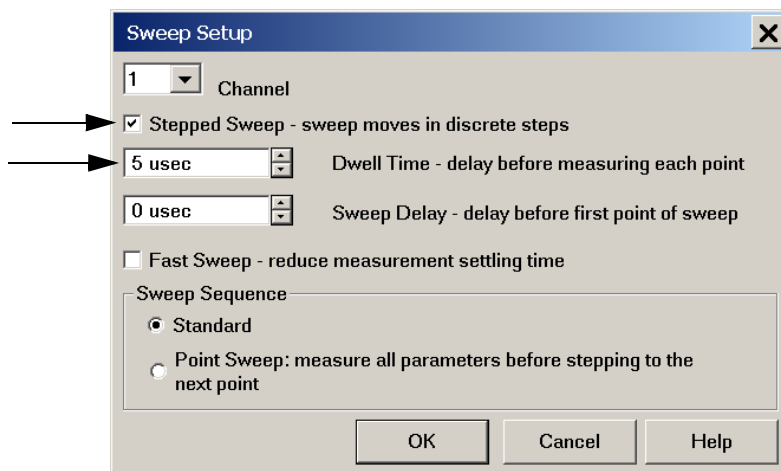 Sweep Setup
1 Channel
Stepped Sweep - sweep moves in discrete steps
5 usec Dwell Time - delay before measuring each point
0 usec Sweep Delay - delay before first point of sweep
Fast Sweep - reduce measurement settling time
Sweep Sequence
Standard
Point Sweep: measure all parameters before stepping to the
next point
OK Cancel Help